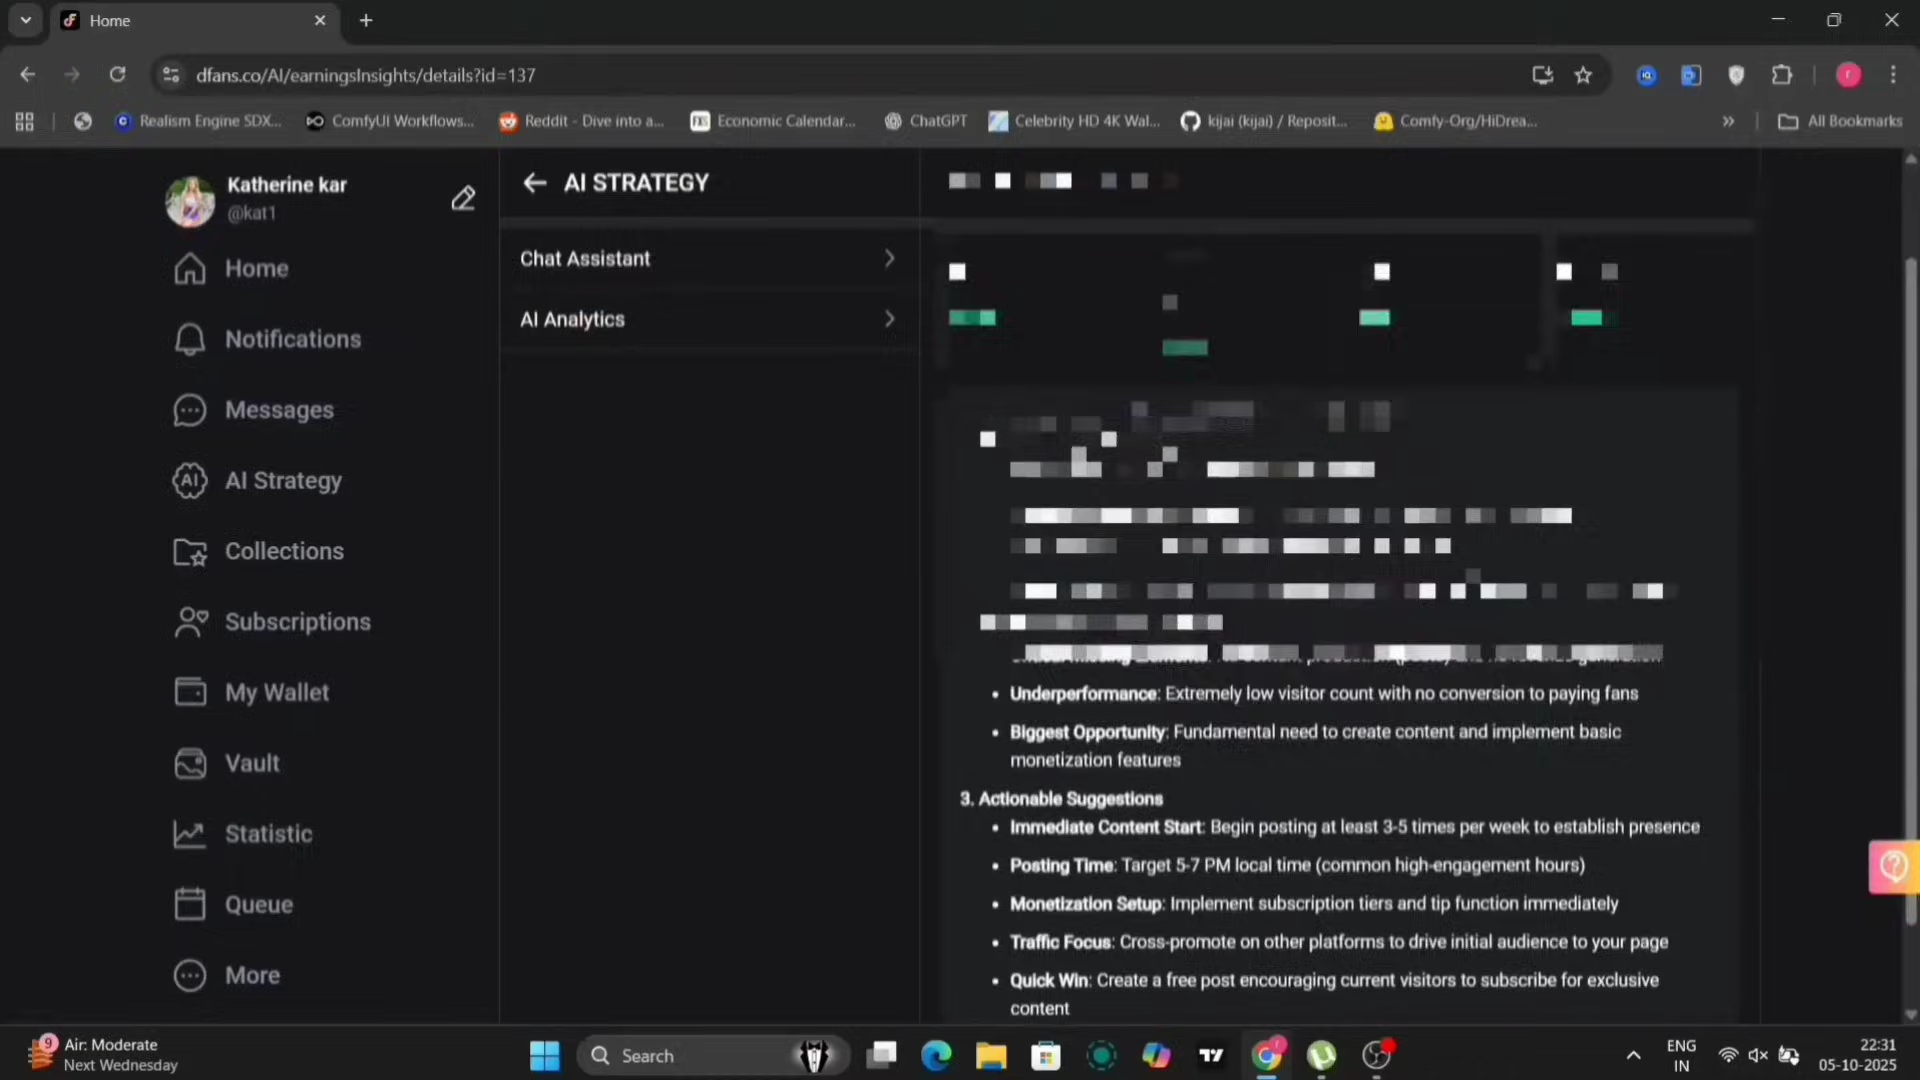 Home
dfans.co/AI/earningsInsights/details?id=137
Realism Engine SDX...
ComfyUI Workflows...
Reddit - Dive into a...
Economic Calendar...
ChatGPT
Celebrity HD 4K Wal...
kijai (kijai) / Reposit...
Comfy-Org/HiDrea...
All Bookmarks
Katherine kar
@kat1
Home
Notifications
Messages
AI Strategy
Collections
Subscriptions
My Wallet
Vault
Statistic
Queue
More
AI STRATEGY
Chat Assistant
AI Analytics
• Underperformance: Extremely low visitor count with no conversion to paying fans
• Biggest Opportunity: Fundamental need to create content and implement basic
monetization features
3. Actionable Suggestions
• Immediate Content Start: Begin posting at least 3-5 times per week to establish presence
• Posting Time: Target 5-7 PM local time (common high-engagement hours)
• Monetization Setup: Implement subscription tiers and tip function immediately
• Traffic Focus: Cross-promote on other platforms to drive initial audience to your page
• Quick Win: Create a free post encouraging current visitors to subscribe for exclusive
content
9
Air: Moderate
Next Wednesday
Search
ENG
IN
22:31
05-10-2025